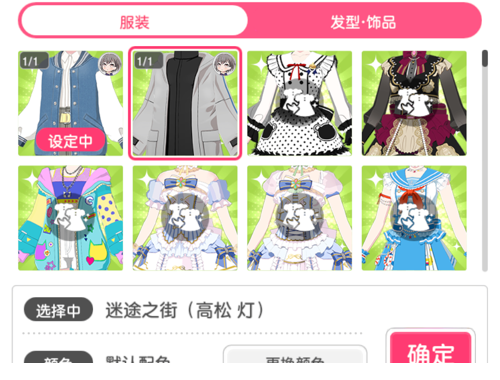 服装
发型·饰品
1/1
1/1
设定中
选择中
迷途之街（高松 灯）
颜色
默认配色
更换颜色
确定